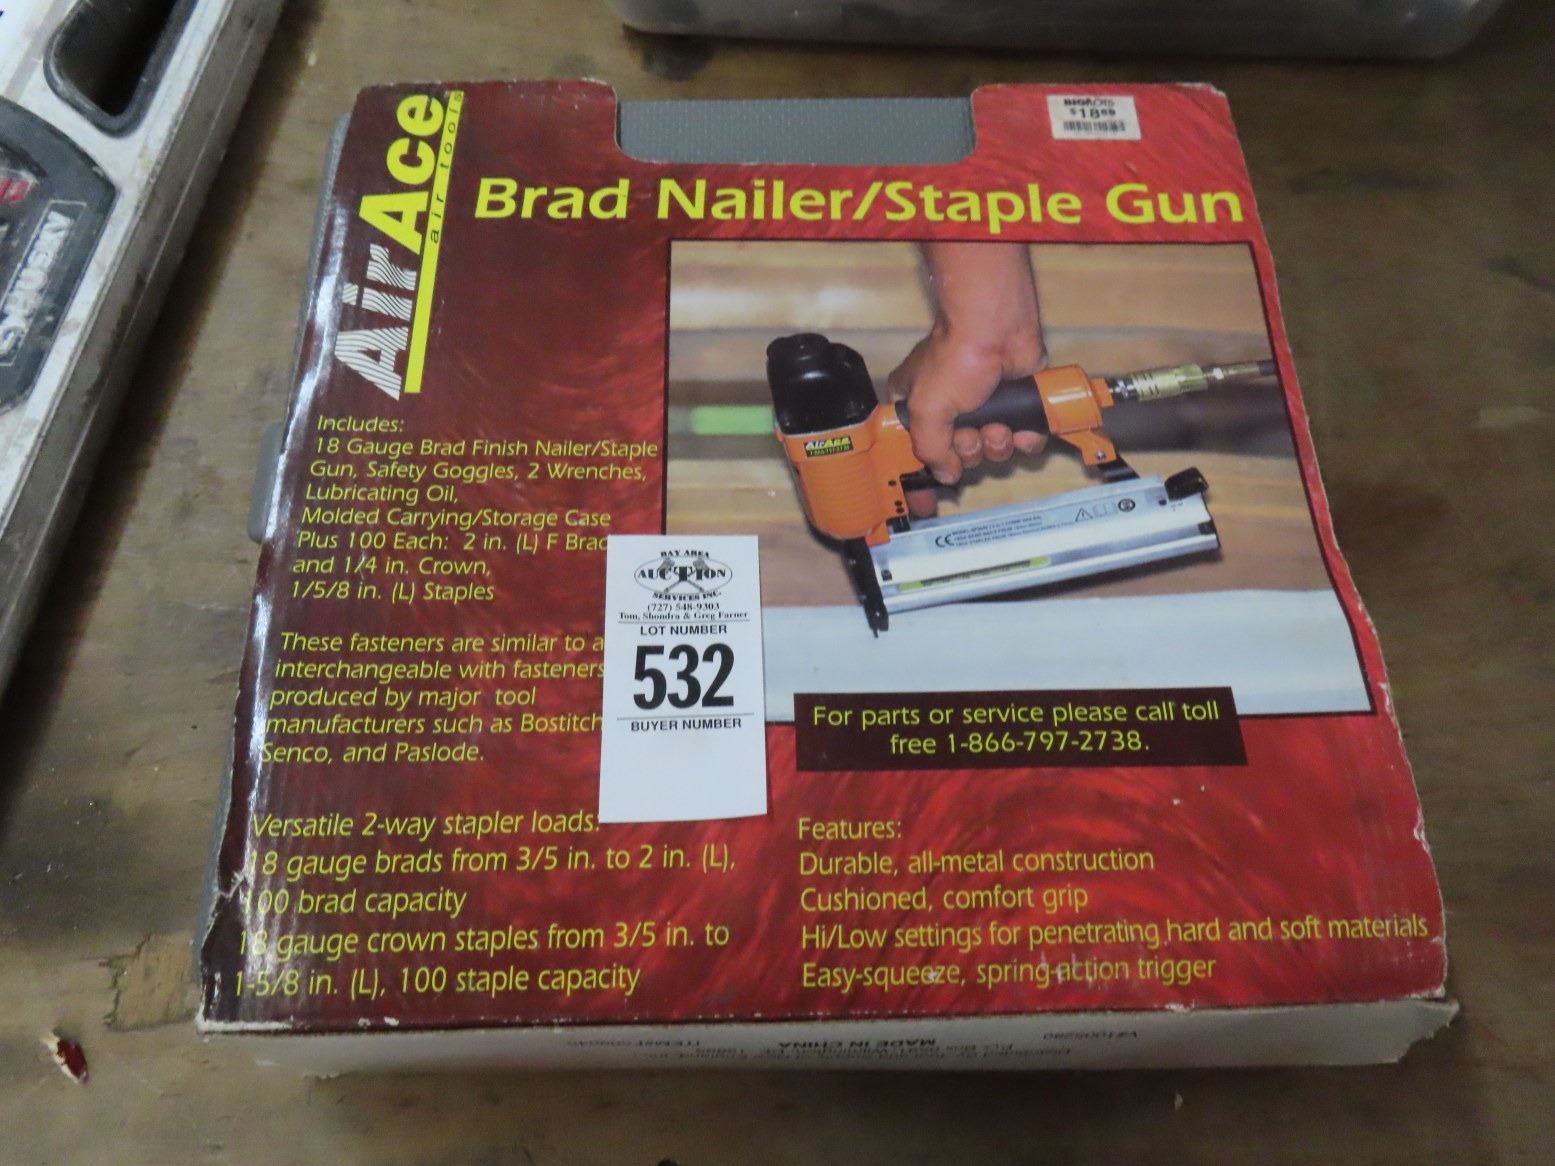 AirAce
air tools
BIG LOTS
$18
Brad Nailer/Staple Gun
Includes:
18 Gauge Brad Finish Nailer/Staple
Gun, Safety Goggles, 2 Wrenches,
Lubricating Oil,
Molded Carrying/Storage Case
Plus 100 Each: 2 in. (L) F Brad
and 1/4 in. Crown,
1/5/8 in. (L) Staples
These fasteners are similar to a
interchangeable with fasteners
produced by major tool
manufacturers such as Bostitch
Senco, and Paslode.
BAY AREA
AUCTION
SERVICES INC.
(727) 548-9303
Tom, Shondra & Greg Farner
LOT NUMBER
532
BUYER NUMBER
AirAce
CE
For parts or service please call toll
free 1-866-797-2738.
Versatile 2-way stapler loads:
18 gauge brads from 3/5 in. to 2 in. (L),
100 brad capacity
18 gauge crown staples from 3/5 in. to
1-5/8 in. (L), 100 staple capacity
Features:
Durable, all-metal construction
Cushioned, comfort grip
Hi/Low settings for penetrating hard and soft materials
Easy-squeeze, spring-action trigger
MADE IN CHINA
HUSKY